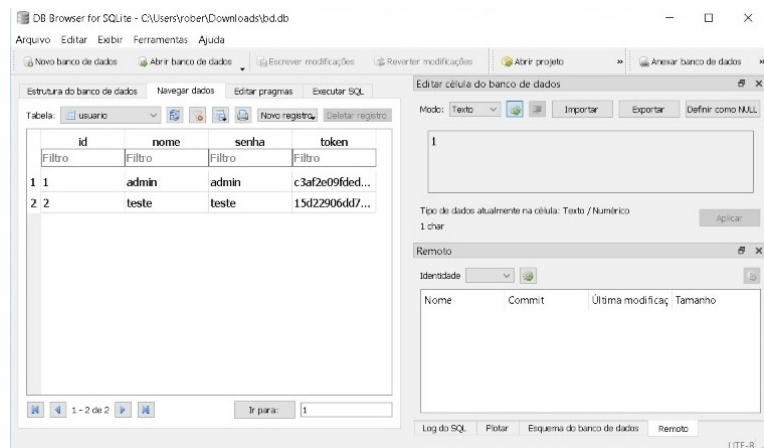 DB Browser for SQLite - C:\Users\rober\Downloads\bd.db
Arquivo Editar Exibir Ferramentas Ajuda
Novo banco de dados Abrir banco de dados Escrever modificações Reverter modificações Abrir projeto » Anexar banco de dados »
Estrutura do banco de dados Navegar dados Editar pragmas Executar SQL
Tabela: usuario Novo registro Deletar registro
id nome senha token
Filtro Filtro Filtro Filtro
1 1 admin admin c3af2e09fded...
2 2 teste teste 15d22906dd7...
1 - 2 de 2 Ir para: 1
Editar célula do banco de dados
Modo: Texto Importar Exportar Definir como NULL
1
Tipo de dados atualmente na célula: Texto / Numérico
1 char
Aplicar
Remoto
Identidade
Nome Commit Última modificaç Tamanho
Log do SQL Plotar Esquema do banco de dados Remoto
UTF-8